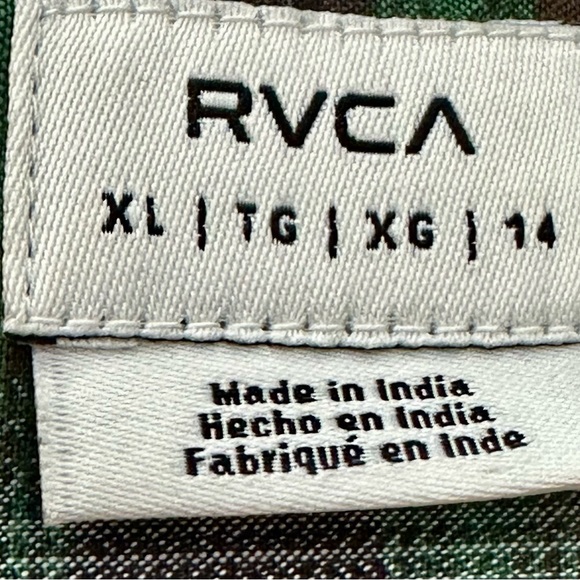 RVCA
XL | TG | XG | 14
Made in India
Hecho en India
Fabriqué en Inde